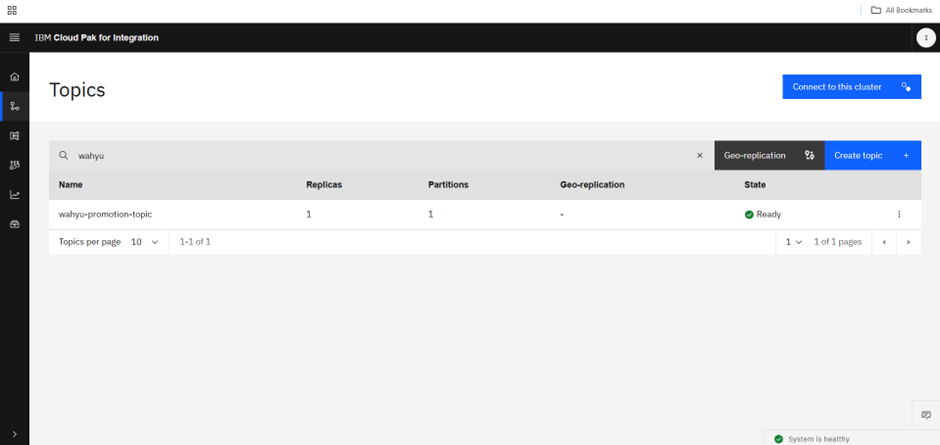 All Bookmarks
IBM Cloud Pak for Integration
Topics
Connect to this cluster
wahyu
Geo-replication
Create topic +
Name Replicas Partitions Geo-replication State
wahyu-promotion-topic 1 1 - Ready
Topics per page 10 1-1 of 1 1 1 of 1 pages
System is healthy